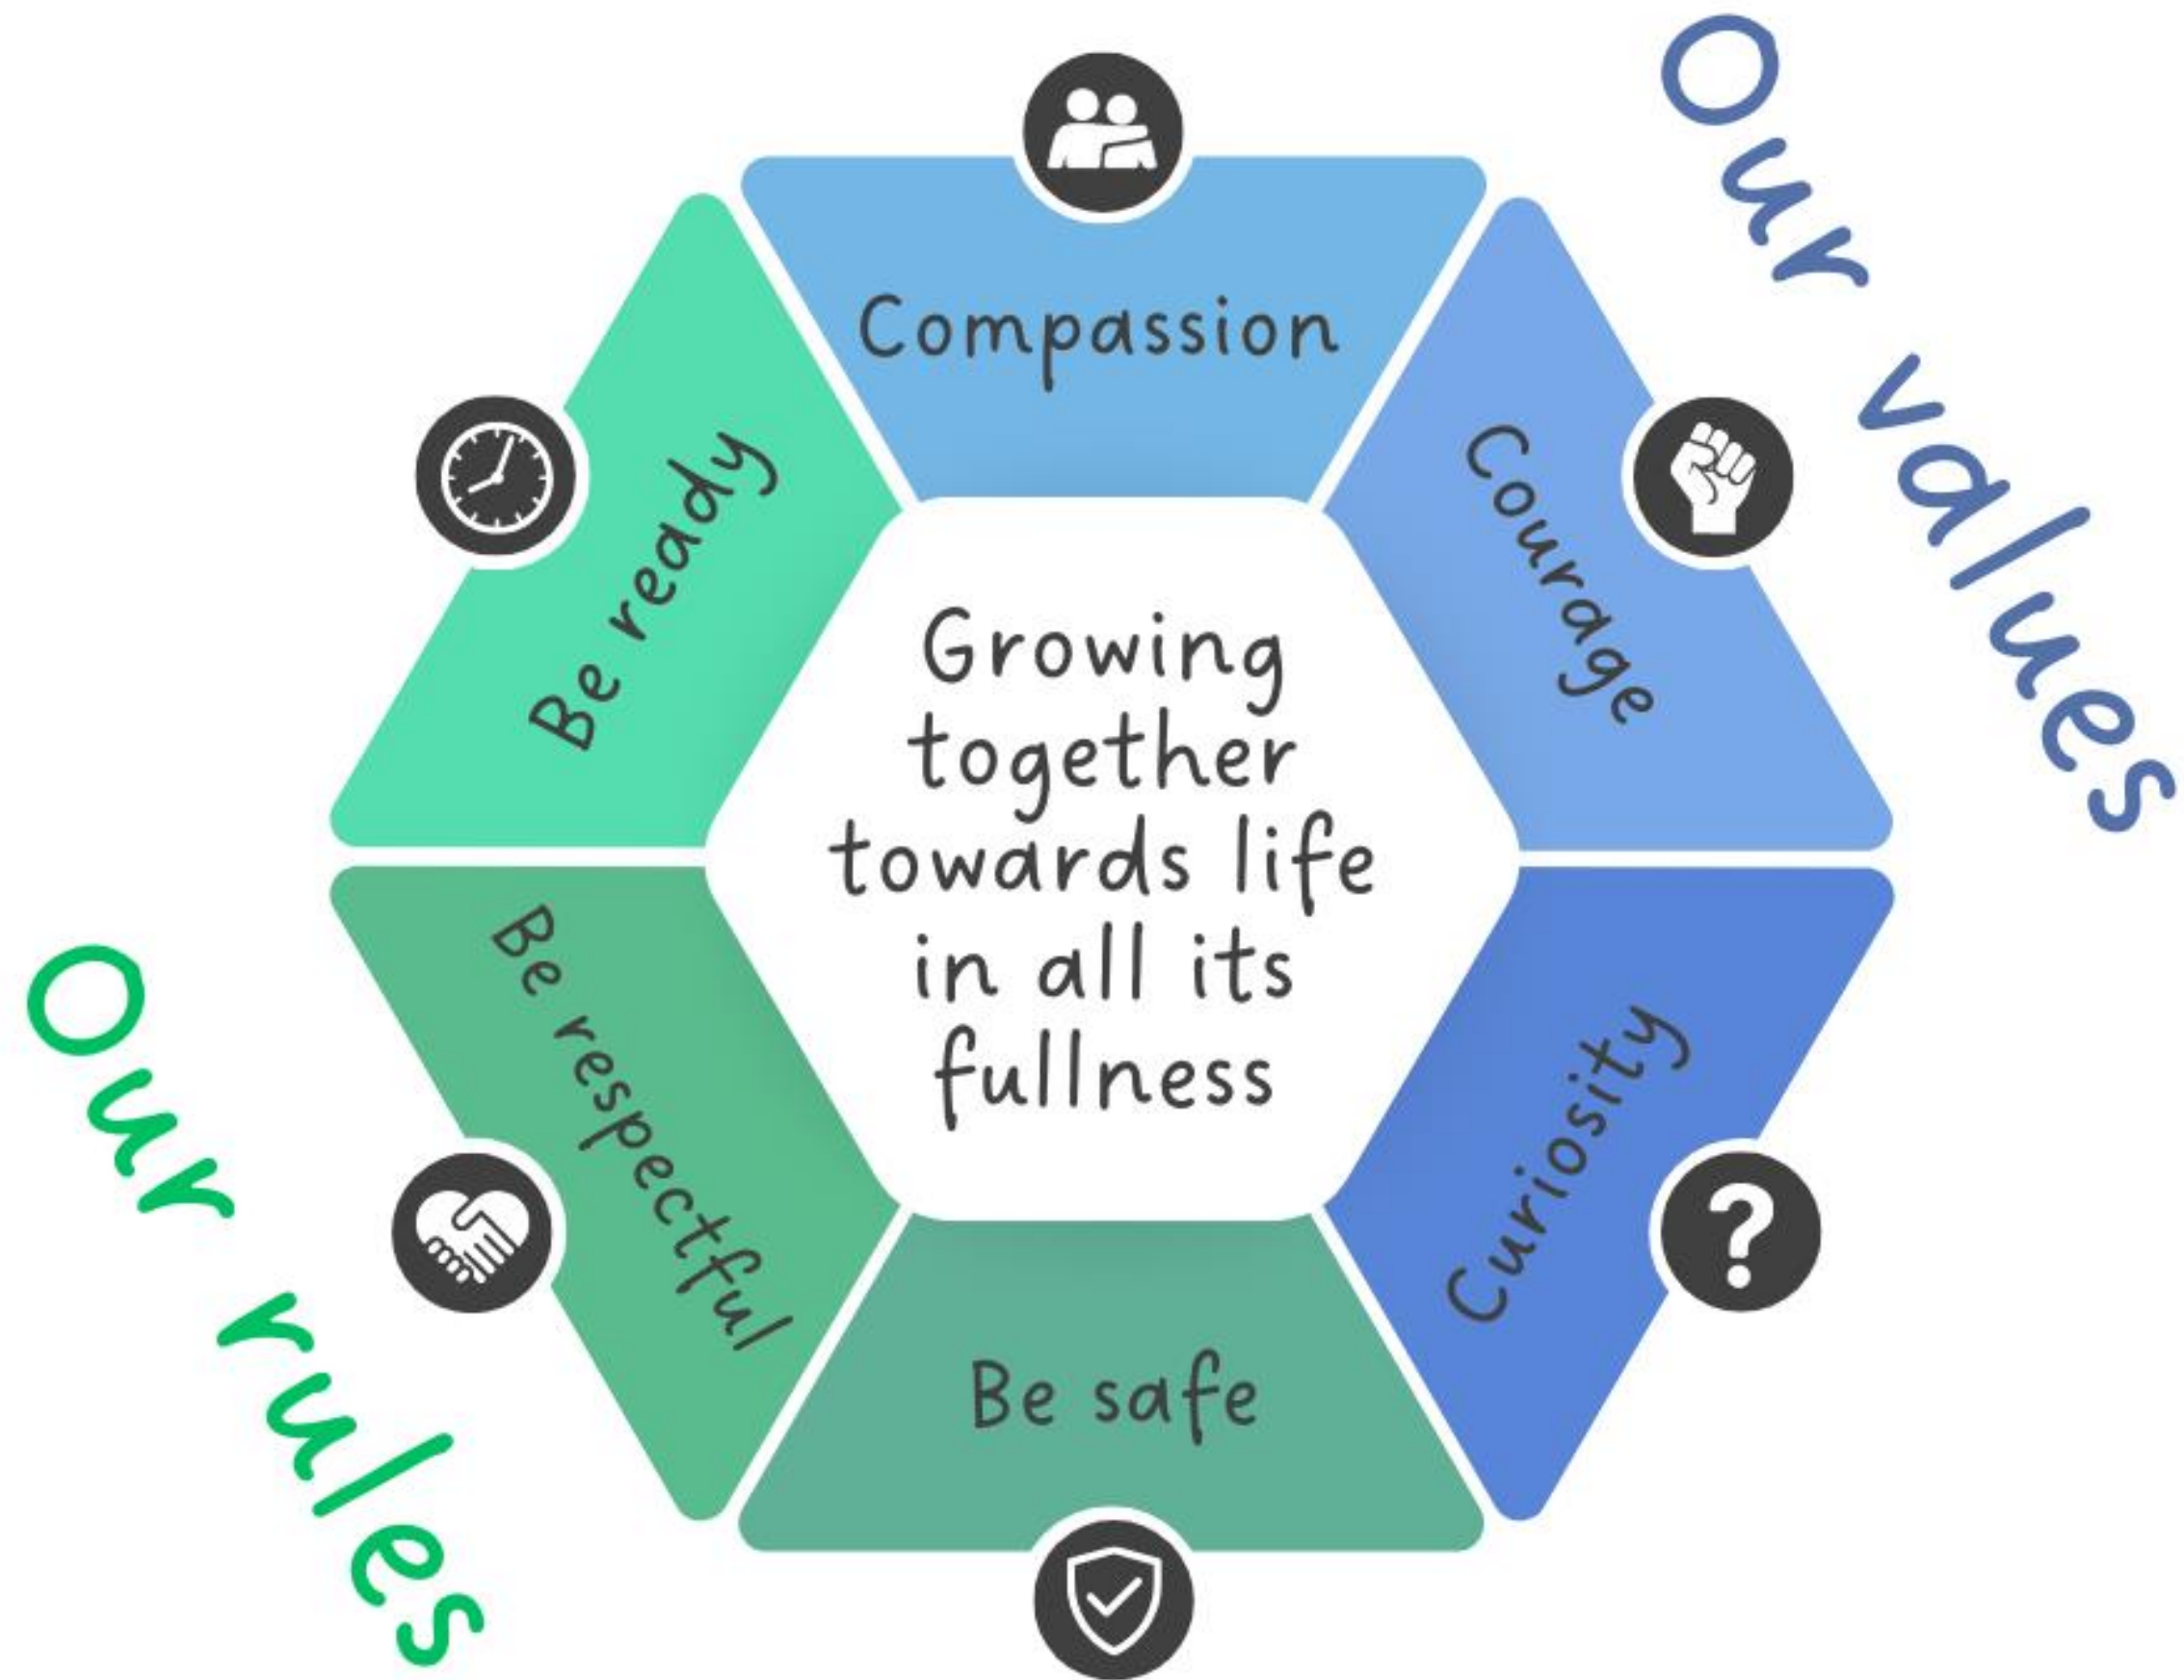 Our values
Compassion
Courage
Curiosity
Growing
together
towards life
in all its
fullness
Our rules
Be ready
Be respectful
Be safe